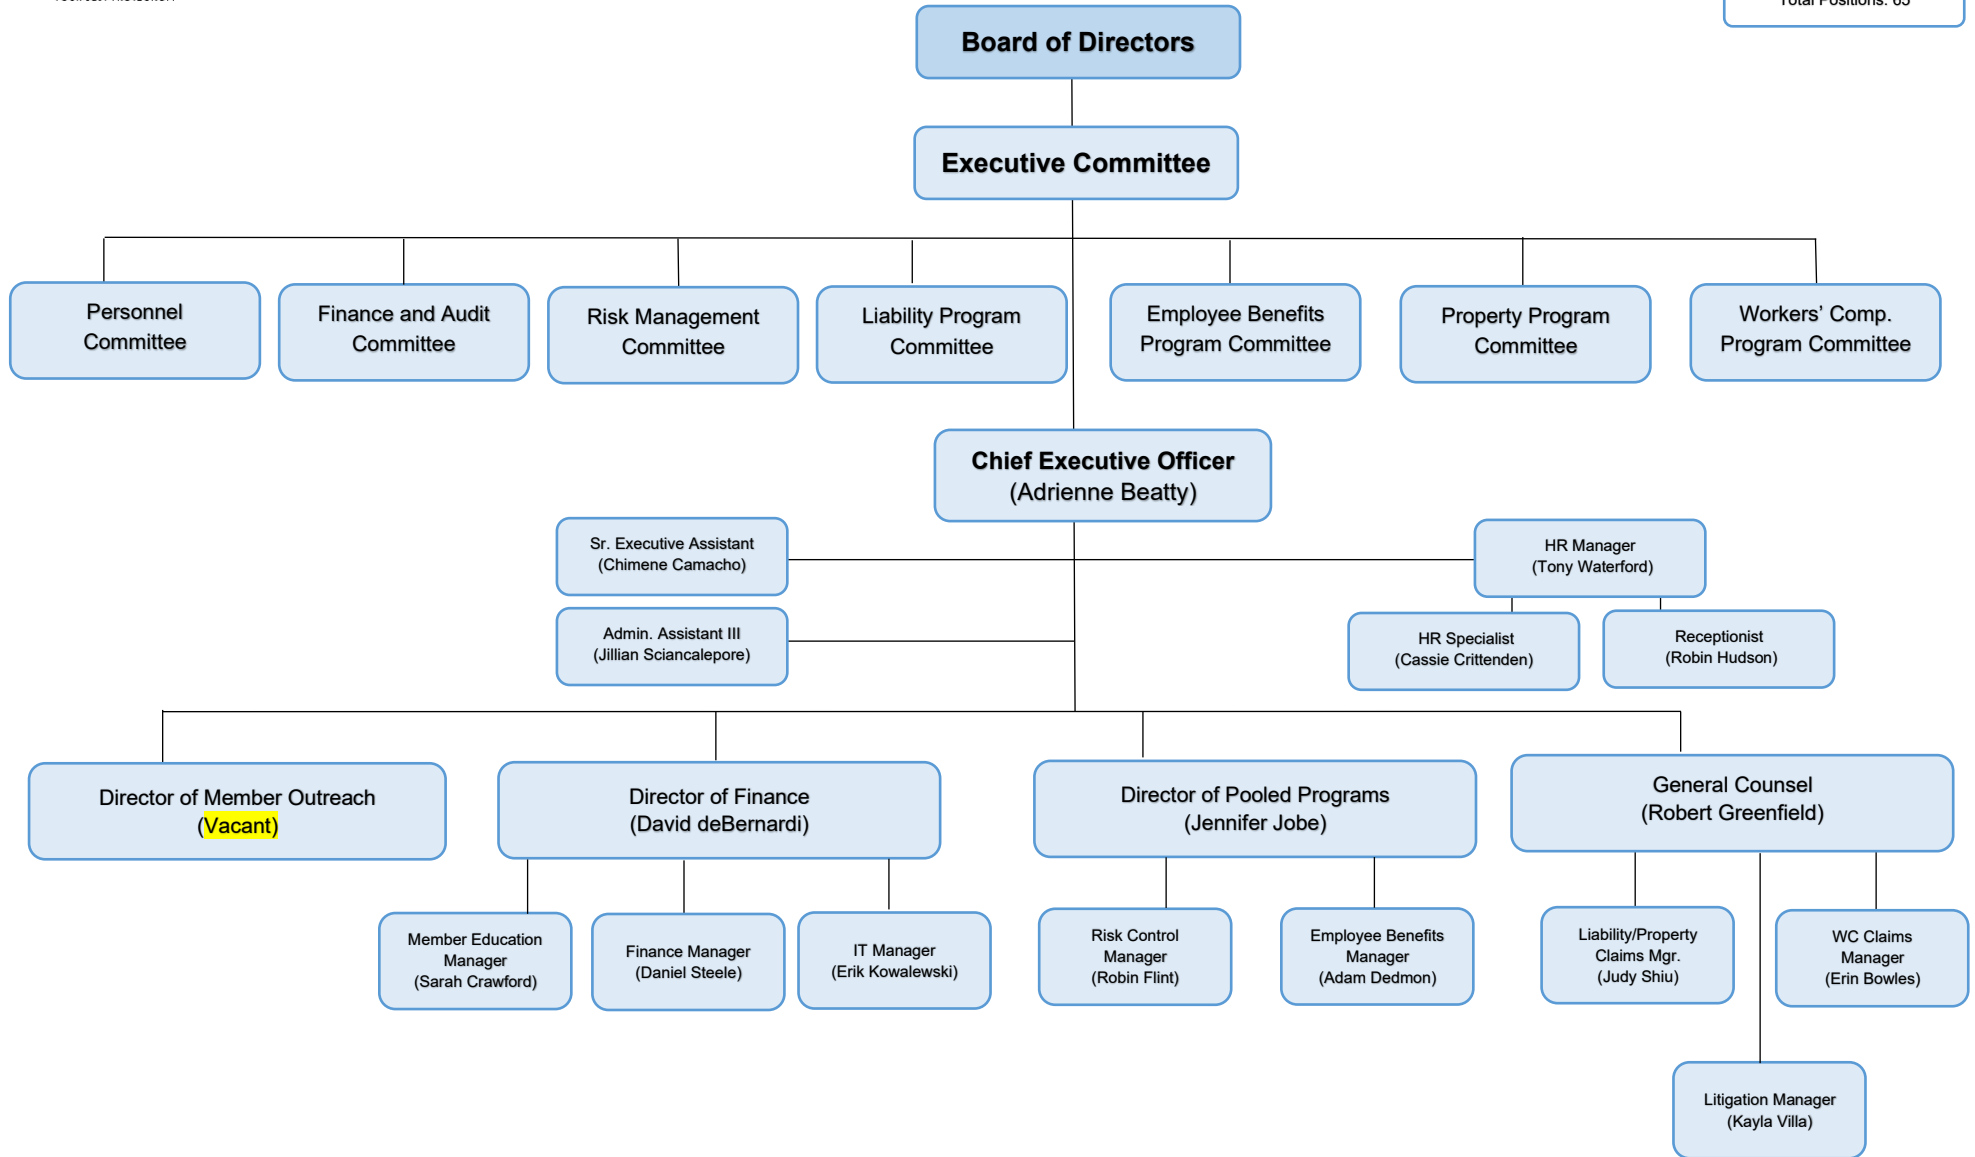 Total Positions: 65
Board of Directors
Executive Committee
Personnel
Committee
Finance and Audit
Committee
Risk Management
Committee
Liability Program
Committee
Employee Benefits
Program Committee
Property Program
Committee
Workers’ Comp.
Program Committee
Chief Executive Officer
(Adrienne Beatty)
Sr. Executive Assistant
(Chimene Camacho)
HR Manager
(Tony Waterford)
Admin. Assistant III
(Jillian Sciancalepore)
HR Specialist
(Cassie Crittenden)
Receptionist
(Robin Hudson)
Director of Member Outreach
(Vacant)
Director of Finance
(David deBernardi)
Director of Pooled Programs
(Jennifer Jobe)
General Counsel
(Robert Greenfield)
Member Education
Manager
(Sarah Crawford)
Finance Manager
(Daniel Steele)
IT Manager
(Erik Kowalewski)
Risk Control
Manager
(Robin Flint)
Employee Benefits
Manager
(Adam Dedmon)
Liability/Property
Claims Mgr.
(Judy Shiu)
WC Claims
Manager
(Erin Bowles)
Litigation Manager
(Kayla Villa)